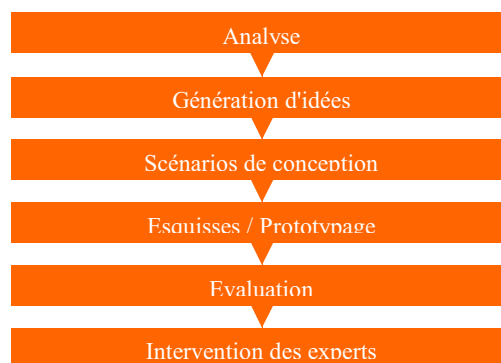 Analyse
Génération d'idées
Scénarios de conception
Esquisses / Prototypage
Evaluation
Intervention des experts